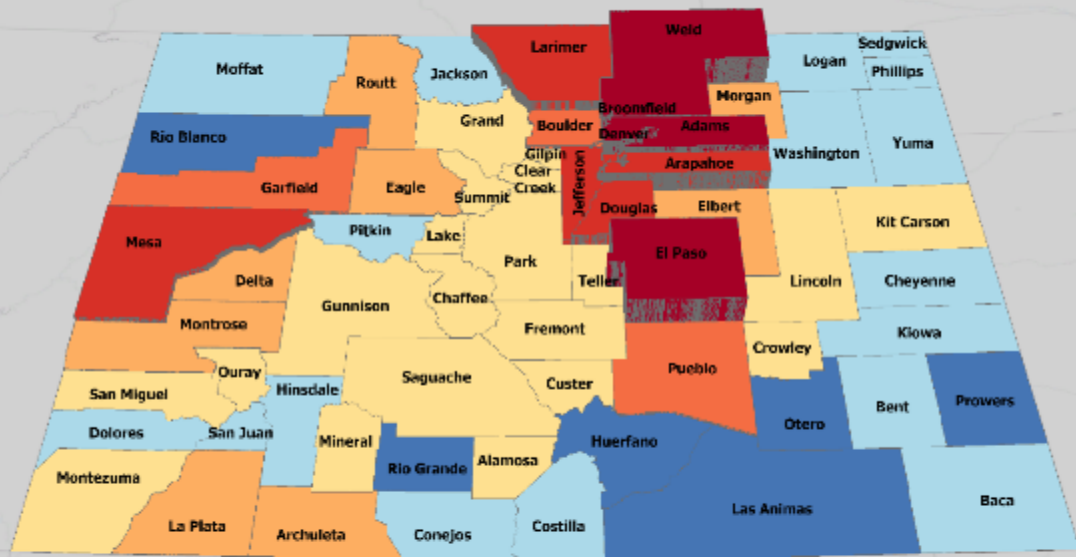 Weld
Larimer
Sedgwick
Logan
Moffat
Jackson
Phillips
Routt
Morgan
Broomfield
Grand
Boulder
Adams
Denver
Rio Blanco
Yuma
Gilpin
Washington
Arapahoe
Clear
Creek
Jefferson
Garfield
Eagle
Summit
Douglas
Elbert
Kit Carson
Pitkin
Lake
Mesa
El Paso
Park
Delta
Teller
Lincoln
Cheyenne
Chaffee
Gunnison
Montrose
Fremont
Kiowa
Crowley
Ouray
Pueblo
Saguache
Custer
Hinsdale
San Miguel
Prowers
Bent
Otero
Dolores
San Juan
Mineral
Huerfano
Alamosa
Rio Grande
Montezuma
Baca
Las Animas
La Plata
Costilla
Archuleta
Conejos